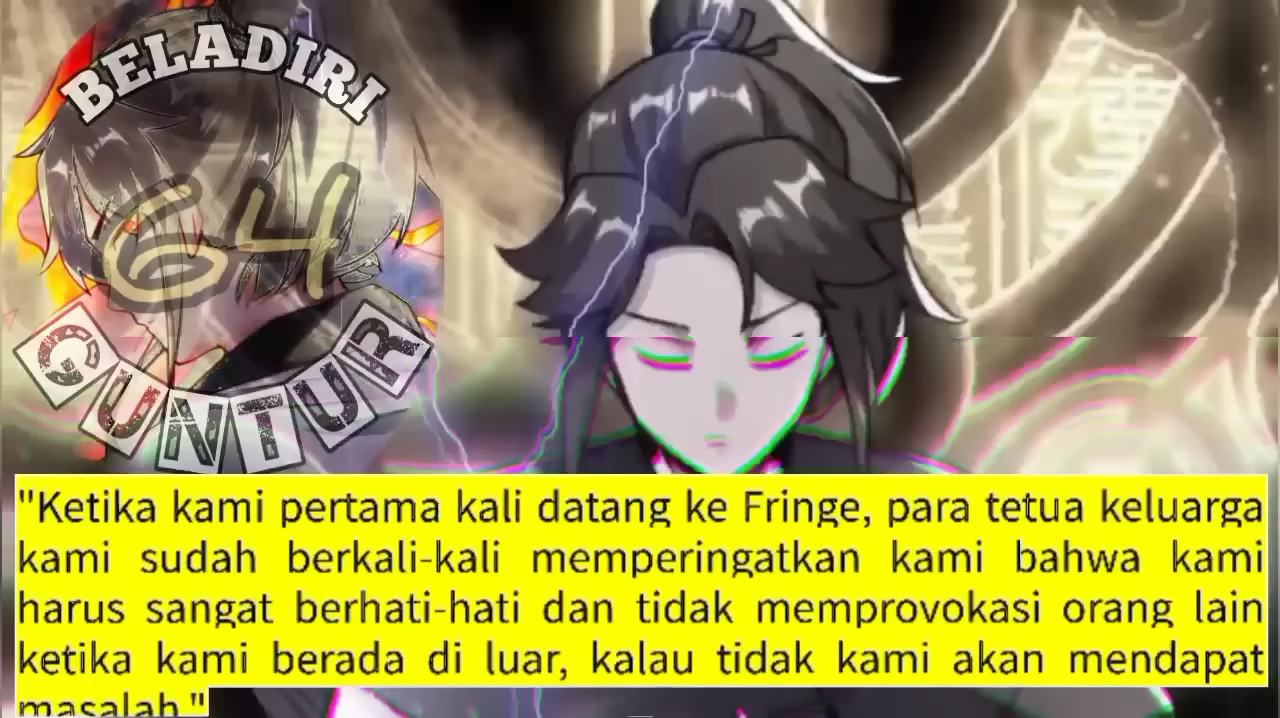 BELADIRI
GH
GUNTUR
"Ketika kami pertama kali datang ke Fringe, para tetua keluarga
kami sudah berkali-kali memperingatkan kami bahwa kami
harus sangat berhati-hati dan tidak memprovokasi orang lain
ketika kami berada di luar, kalau tidak kami akan mendapat
masalah."